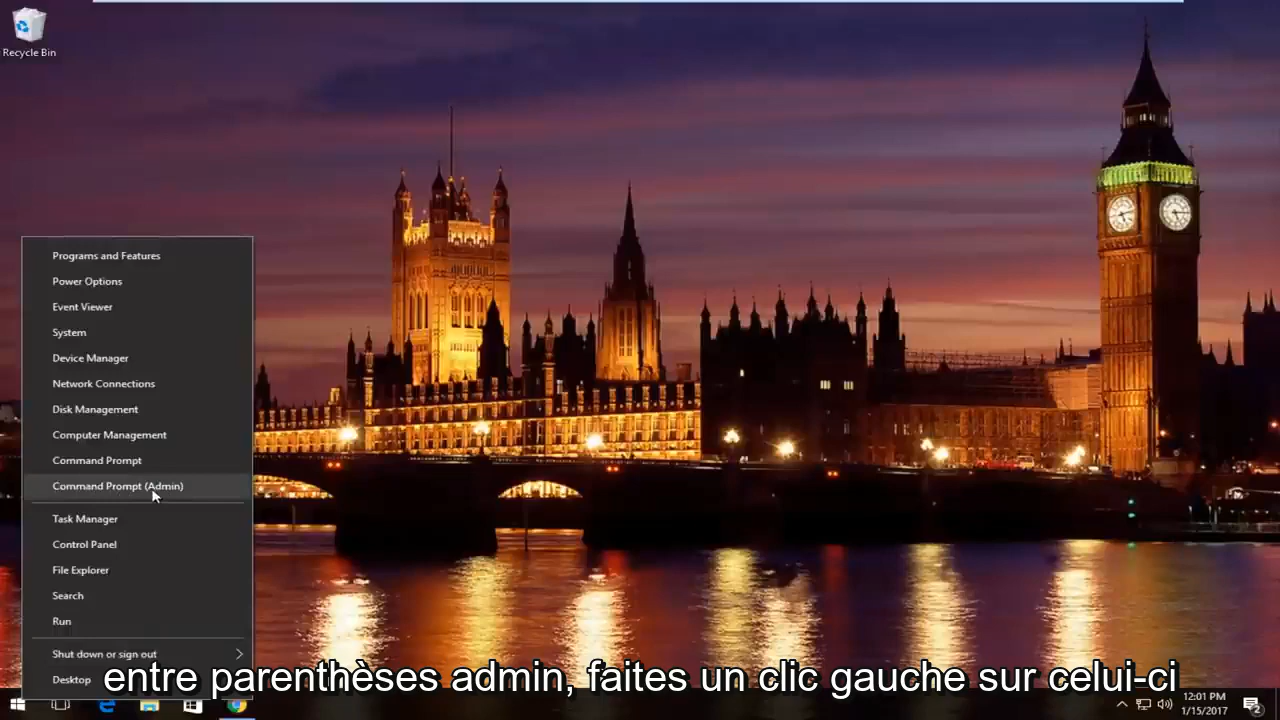 Recycle Bin
Programs and Features
Power Options
Event Viewer
System
Device Manager
Network Connections
Disk Management
Computer Management
Command Prompt
Command Prompt (Admin)
Task Manager
Control Panel
File Explorer
Search
Run
Shut down or sign out
Desktop
entre parenthèses admin, faites un clic gauche sur celui-ci
12:01 PM
1/15/2017
2